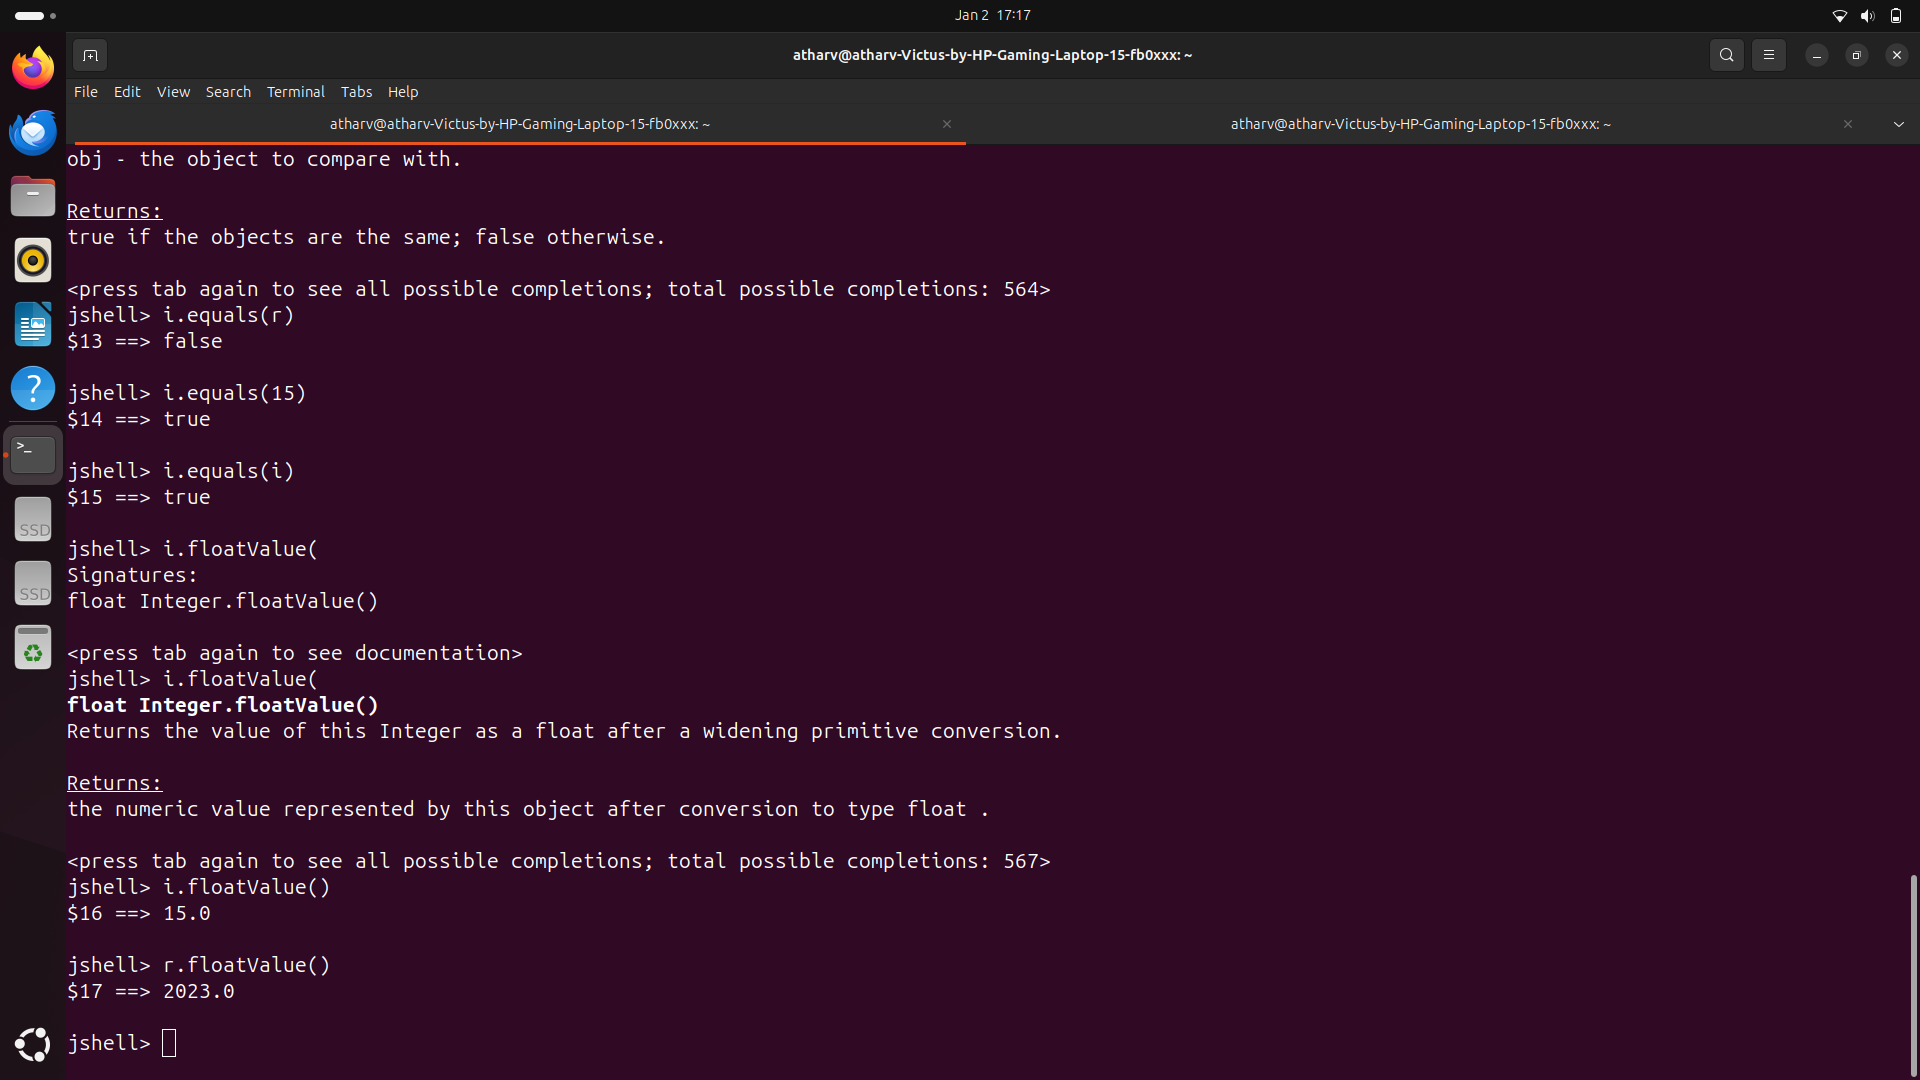 Jan 2 17:17
atharv@atharv-Victus-by-HP-Gaming-Laptop-15-fb0xxx: ~
File Edit View Search Terminal Tabs Help
atharv@atharv-Victus-by-HP-Gaming-Laptop-15-fb0xxx: ~ atharv@atharv-Victus-by-HP-Gaming-Laptop-15-fb0xxx: ~
obj - the object to compare with.
Returns:
true if the objects are the same; false otherwise.
<press tab again to see all possible completions; total possible completions: 564>
jshell> i.equals(r)
$13 ==> false
jshell> i.equals(15)
$14 ==> true
jshell> i.equals(i)
$15 ==> true
jshell> i.floatValue(
Signatures:
float Integer.floatValue()
<press tab again to see documentation>
jshell> i.floatValue(
float Integer.floatValue()
Returns the value of this Integer as a float after a widening primitive conversion.
Returns:
the numeric value represented by this object after conversion to type float .
<press tab again to see all possible completions; total possible completions: 567>
jshell> i.floatValue()
$16 ==> 15.0
jshell> r.floatValue()
$17 ==> 2023.0
jshell>
?
>_
SSD
SSD